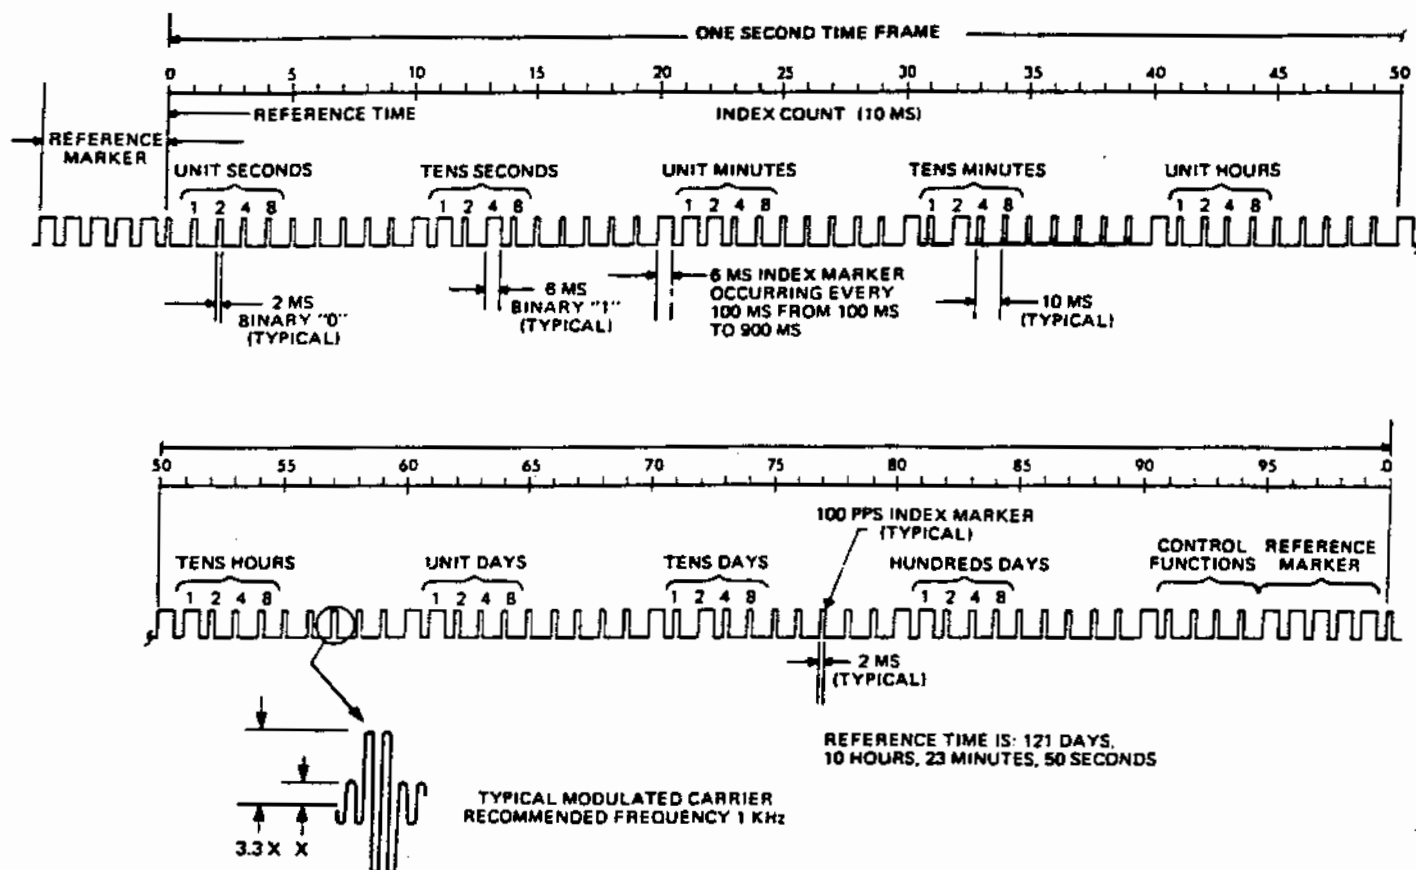 ONE SECOND TIME FRAME
0 5 10 15 20 25 30 35 40 45 50
REFERENCE TIME INDEX COUNT (10 MS)
REFERENCE
MARKER
UNIT SECONDS TENS SECONDS UNIT MINUTES TENS MINUTES UNIT HOURS
1 2 4 8 1 2 4 8 1 2 4 8 1 2 4 8 1 2 4 8
2 MS
BINARY "0"
(TYPICAL)
6 MS
BINARY "1"
(TYPICAL)
6 MS INDEX MARKER
OCCURRING EVERY
100 MS FROM 100 MS
TO 900 MS
10 MS
(TYPICAL)
50 55 60 65 70 75 80 85 90 95 0
100 PPS INDEX MARKER
(TYPICAL)
TENS HOURS UNIT DAYS TENS DAYS HUNDREDS DAYS
CONTROL
FUNCTIONS
REFERENCE
MARKER
1 2 4 8 1 2 4 8 1 2 4 8 1 2 4 8
2 MS
(TYPICAL)
REFERENCE TIME IS: 121 DAYS,
10 HOURS, 23 MINUTES, 50 SECONDS
TYPICAL MODULATED CARRIER
RECOMMENDED FREQUENCY 1 KHz
3.3 X X